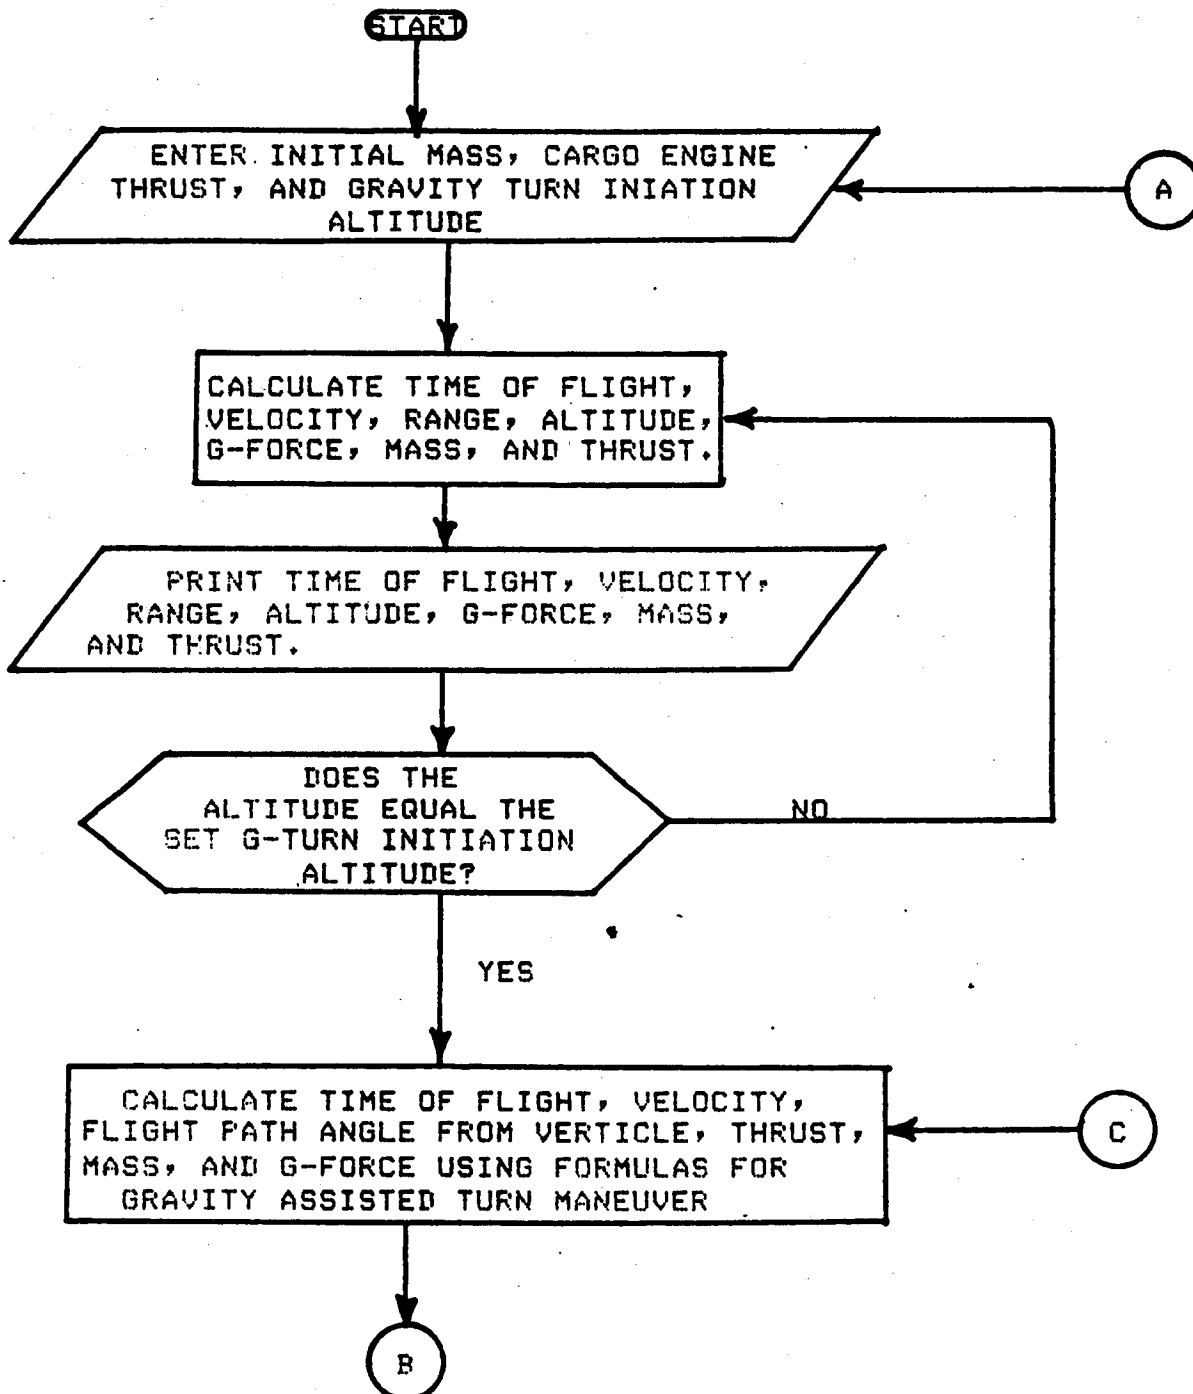 START
ENTER INITIAL MASS, CARGO ENGINE
THRUST, AND GRAVITY TURN INIATION
ALTITUDE
A
CALCULATE TIME OF FLIGHT,
VELOCITY, RANGE, ALTITUDE,
G-FORCE, MASS, AND THRUST.
PRINT TIME OF FLIGHT, VELOCITY,
RANGE, ALTITUDE, G-FORCE, MASS,
AND THRUST.
DOES THE
ALTITUDE EQUAL THE
SET G-TURN INITIATION
ALTITUDE?
NO
YES
CALCULATE TIME OF FLIGHT, VELOCITY,
FLIGHT PATH ANGLE FROM VERTICLE, THRUST,
MASS, AND G-FORCE USING FORMULAS FOR
GRAVITY ASSISTED TURN MANEUVER
C
B